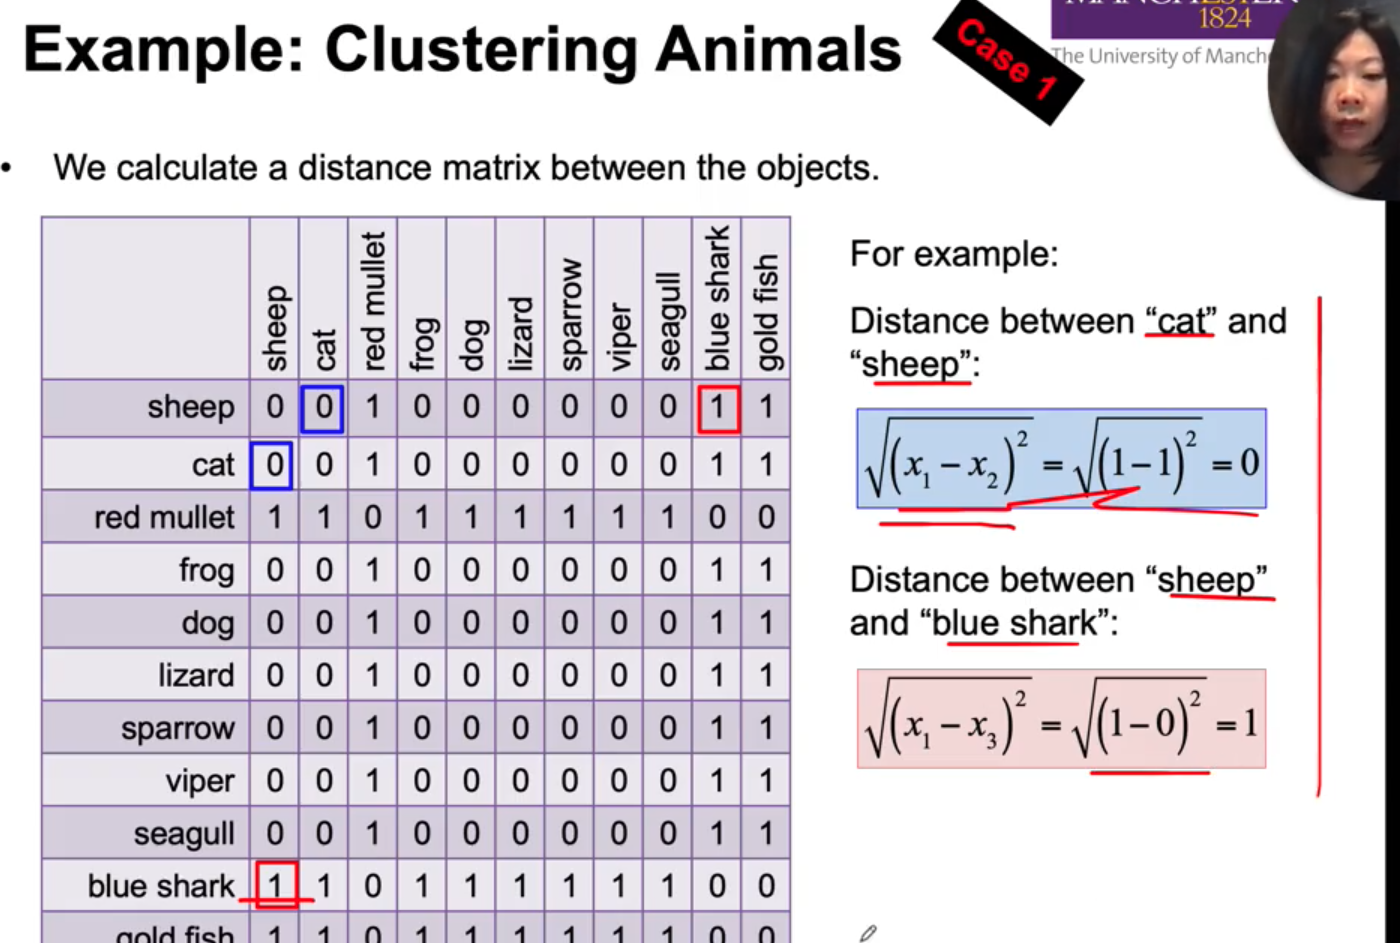 MANCHESTER
1824
The University of Manche
Example: Clustering Animals
Case 1
• We calculate a distance matrix between the objects.
sheep cat red mullet frog dog lizard sparrow viper seagull blue shark gold fish
sheep 0 0 1 0 0 0 0 0 0 1 1
cat 0 0 1 0 0 0 0 0 0 1 1
red mullet 1 1 0 1 1 1 1 1 1 0 0
frog 0 0 1 0 0 0 0 0 0 1 1
dog 0 0 1 0 0 0 0 0 0 1 1
lizard 0 0 1 0 0 0 0 0 0 1 1
sparrow 0 0 1 0 0 0 0 0 0 1 1
viper 0 0 1 0 0 0 0 0 0 1 1
seagull 0 0 1 0 0 0 0 0 0 1 1
blue shark 1 1 0 1 1 1 1 1 1 0 0
gold fish 1 1 0 1 1 1 1 1 1 0 0
For example:
Distance between “cat” and
“sheep”:
√(x₁ − x₂)² = √(1−1)² = 0
Distance between “sheep”
and “blue shark”:
√(x₁ − x₃)² = √(1−0)² = 1